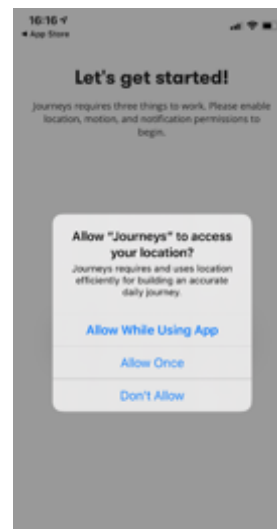 16:16
App Store
Let's get started!
Journeys requires three things to work. Please enable
location, motion, and notification permissions to
begin.
Allow "Journeys" to access
your location?
Journeys requires and uses location
efficiently for building an accurate
daily journey.
Allow While Using App
Allow Once
Don't Allow